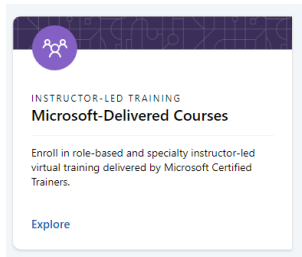 INSTRUCTOR-LED TRAINING
Microsoft-Delivered Courses
Enroll in role-based and specialty instructor-led
virtual training delivered by Microsoft Certified
Trainers.
Explore